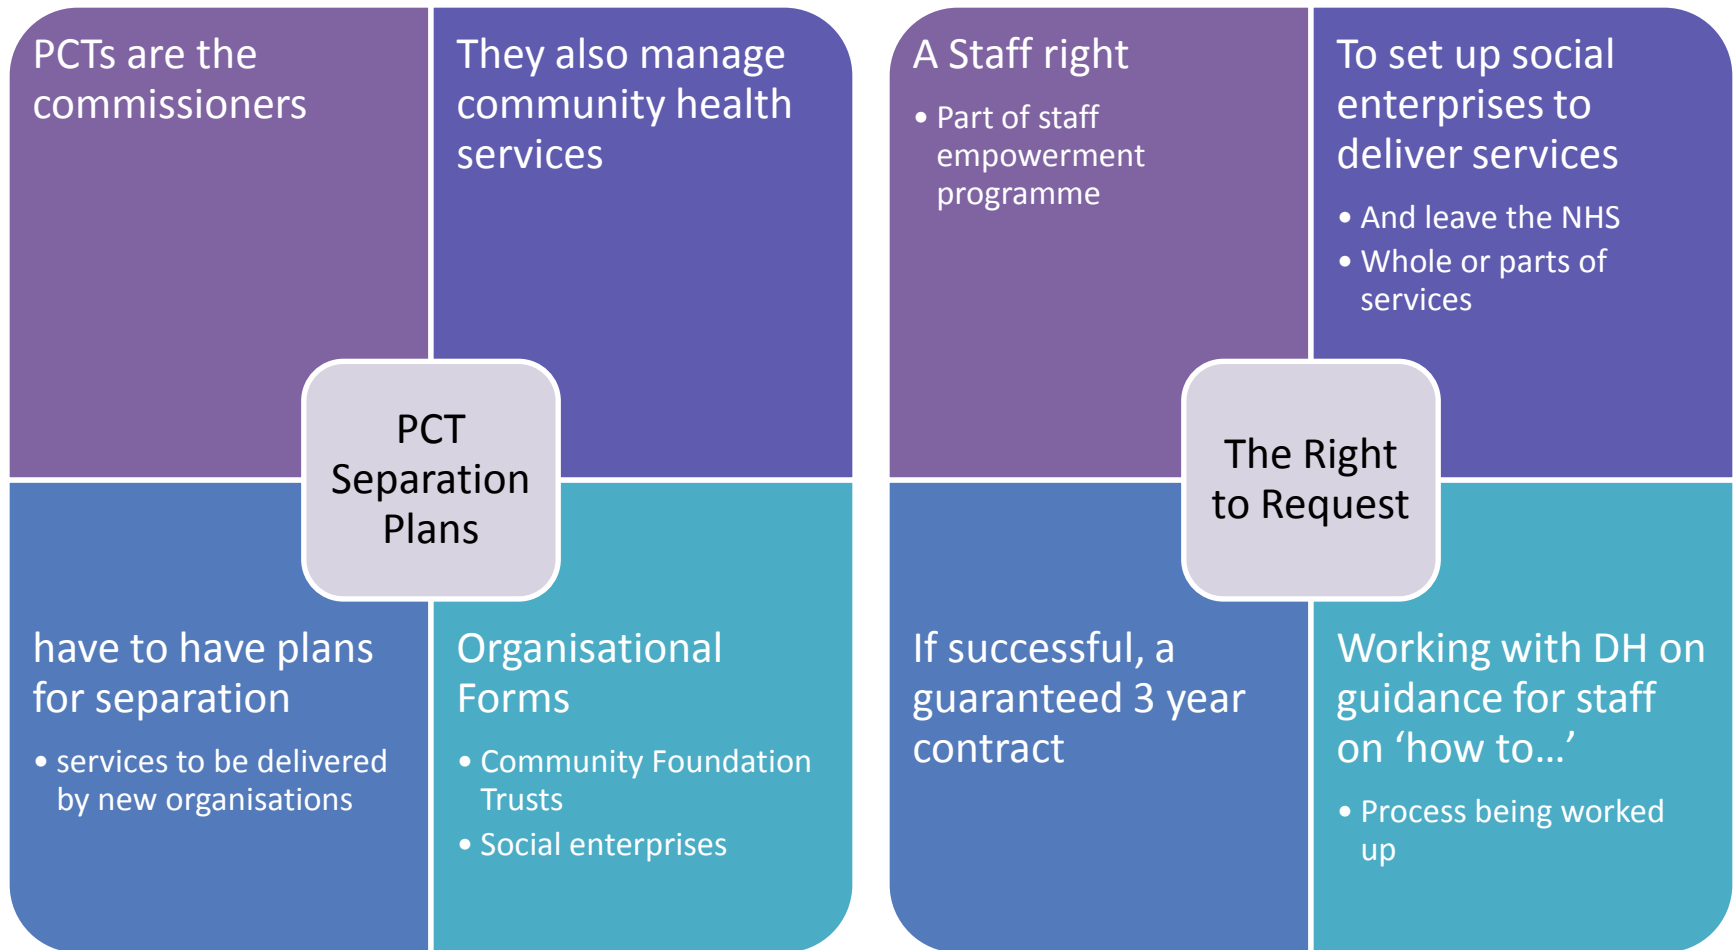 PCTs are the
commissioners
They also manage
community health
services
PCT
Separation
Plans
have to have plans
for separation
• services to be delivered
by new organisations
Organisational
Forms
• Community Foundation
Trusts
• Social enterprises
A Staff right
• Part of staff
empowerment
programme
To set up social
enterprises to
deliver services
• And leave the NHS
• Whole or parts of
services
The Right
to Request
If successful, a
guaranteed 3 year
contract
Working with DH on
guidance for staff
on ‘how to…’
• Process being worked
up